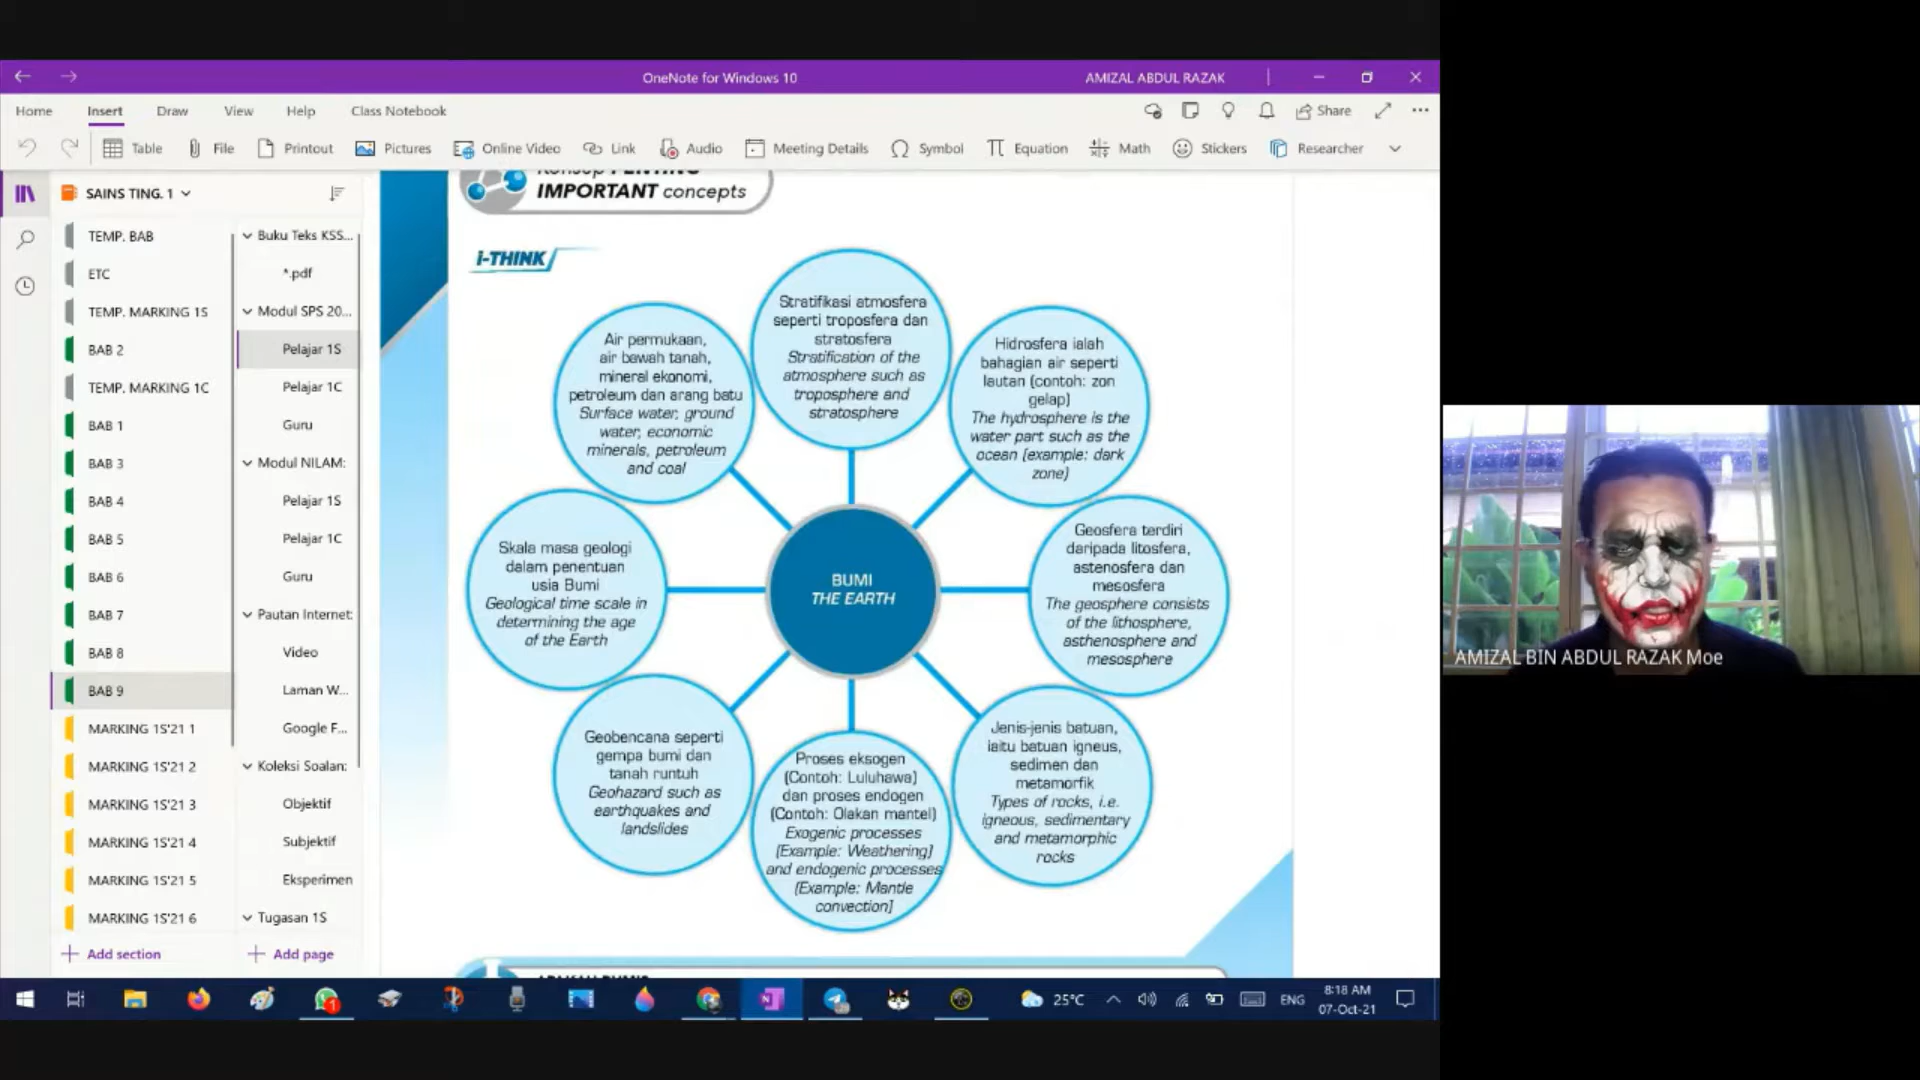 OneNote for Windows 10
AMIZAL ABDUL RAZAK
Home Insert Draw View Help Class Notebook
Share
Table File Printout Pictures Online Video Link Audio Meeting Details Symbol Equation Math Stickers Researcher
SAINS TING. 1
TEMP. BAB
ETC
TEMP. MARKING 1S
BAB 2
TEMP. MARKING 1C
BAB 1
BAB 3
BAB 4
BAB 5
BAB 6
BAB 7
BAB 8
BAB 9
MARKING 1S'21 1
MARKING 1S'21 2
MARKING 1S'21 3
MARKING 1S'21 4
MARKING 1S'21 5
MARKING 1S'21 6
Add section
Buku Teks KSS...
*.pdf
Modul SPS 20...
Pelajar 1S
Pelajar 1C
Guru
Modul NILAM:
Pelajar 1S
Pelajar 1C
Guru
Pautan Internet:
Video
Laman W...
Google F...
Koleksi Soalan:
Objektif
Subjektif
Eksperimen
Tugasan 1S
Add page
Konsep PENTING
IMPORTANT concepts
i-THINK
Stratifikasi atmosfera
seperti troposfera dan
stratosfera
Stratification of the
atmosphere such as
troposphere and
stratosphere
Air permukaan,
air bawah tanah,
mineral ekonomi,
petroleum dan arang batu
Surface water, ground
water, economic
minerals, petroleum
and coal
Hidrosfera ialah
bahagian air seperti
lautan (contoh: zon
gelap)
The hydrosphere is the
water part such as the
ocean (example: dark
zone)
Skala masa geologi
dalam penentuan
usia Bumi
Geological time scale in
determining the age
of the Earth
BUMI
THE EARTH
Geosfera terdiri
daripada litosfera,
astenosfera dan
mesosfera
The geosphere consists
of the lithosphere,
asthenosphere and
mesosphere
Geobencana seperti
gempa bumi dan
tanah runtuh
Geohazard such as
earthquakes and
landslides
Proses eksogen
(Contoh: Luluhawa)
dan proses endogen
(Contoh: Olakan mantel)
Exogenic processes
(Example: Weathering)
and endogenic processes
(Example: Mantle
convection)
Jenis-jenis batuan,
iaitu batuan igneus,
sedimen dan
metamorfik
Types of rocks, i.e.
igneous, sedimentary
and metamorphic
rocks
AMIZAL BIN ABDUL RAZAK Moe
25°C
ENG
8:18 AM
07-Oct-21